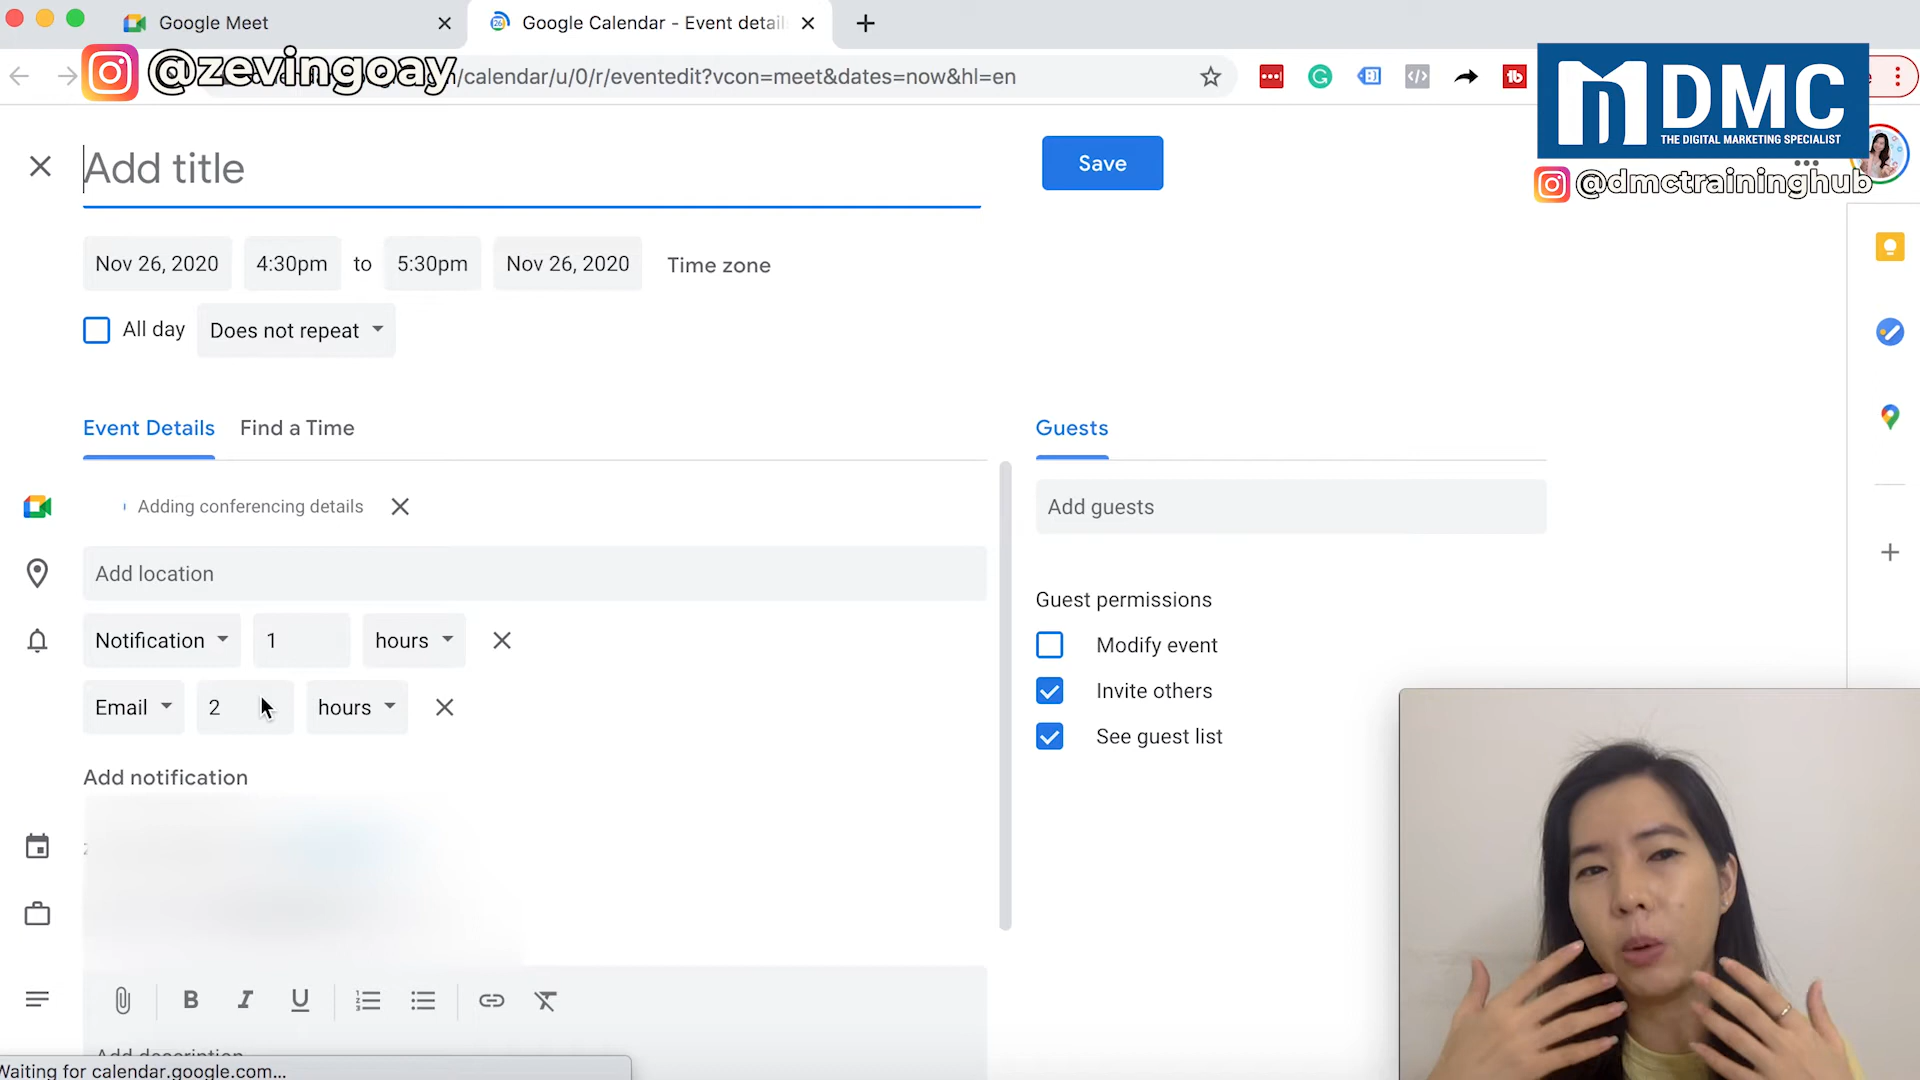 Google Meet
Google Calendar - Event detai
@zevingoay
/calendar/u/0/r/eventedit?vcon=meet&dates=now&hl=en
DMC
THE DIGITAL MARKETING SPECIALIST
@dmctraininghub
Add title
Save
Nov 26, 2020 4:30pm to 5:30pm Nov 26, 2020 Time zone
All day Does not repeat
Event Details Find a Time
Guests
Adding conferencing details
Add guests
Add location
Guest permissions
Notification 1 hours
Modify event
Invite others
Email 2 hours
See guest list
Add notification
Add description
Waiting for calendar.google.com...